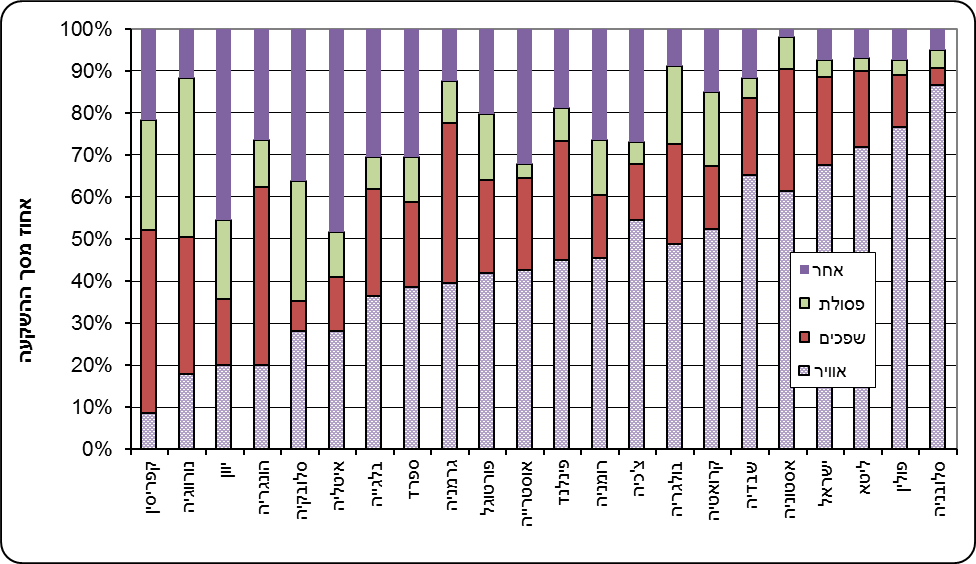 100%
90%
80%
70%
60%
50%
40%
30%
20%
10%
0%
אחוד מסך ההשקעה
אחר
פסולת
שפכים
אוויר
קפריסין
נורווגיה
יוון
הונגריה
סלובקיה
איטליה
בלגייה
ספרד
גרמניה
פורטוגל
אוסטרייה
פינלנד
רומניה
צ'כיה
בולגריה
קרואטיה
שבדיה
אסטוניה
ישראל
ליטא
פולין
סלובניה